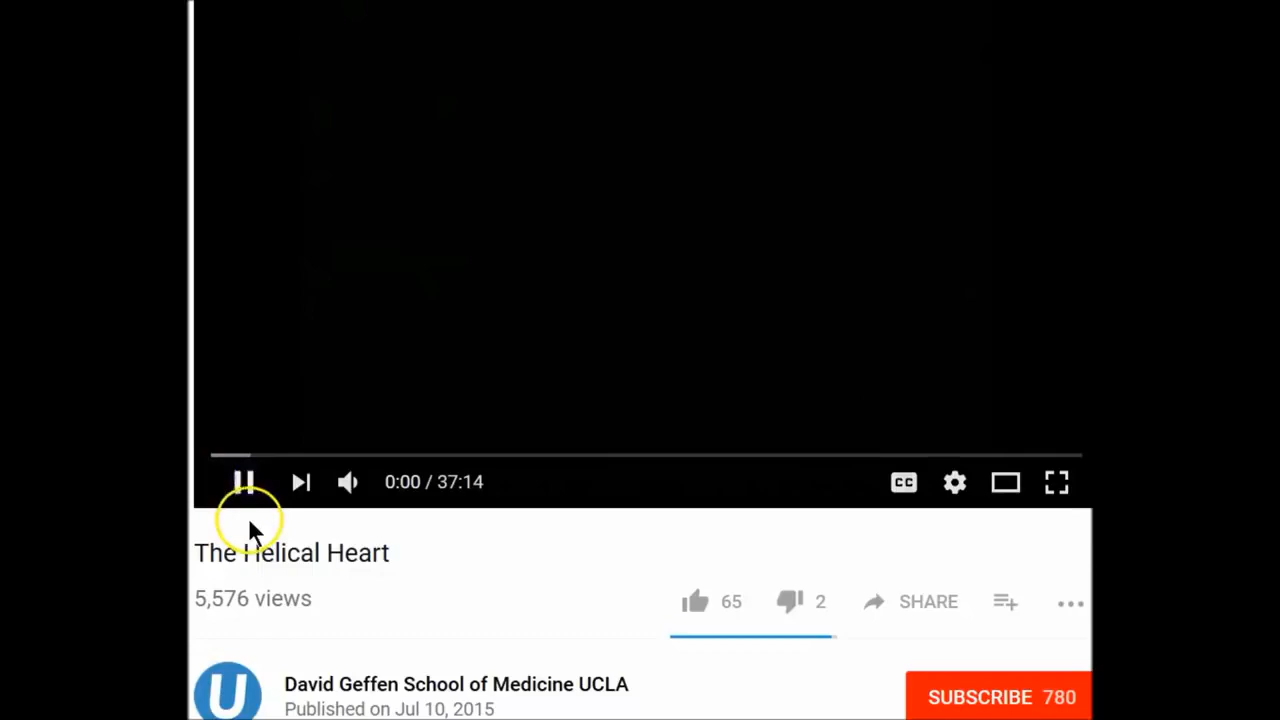 0:00 / 37:14
CC
The Helical Heart
5,576 views
65
2
SHARE
U
David Geffen School of Medicine UCLA
SUBSCRIBE 780
Published on Jul 10, 2015